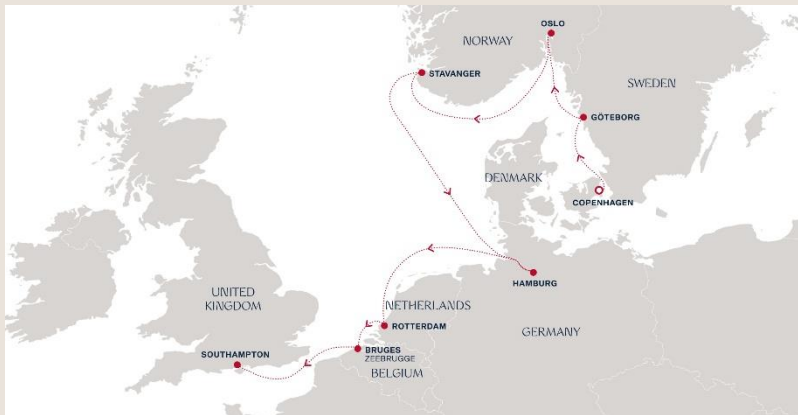 OSLO
NORWAY
STAVANGER
SWEDEN
GÖTEBORG
DENMARK
COPENHAGEN
HAMBURG
UNITED
KINGDOM
NETHERLANDS
ROTTERDAM
GERMANY
BRUGES
ZEEBRUGGE
SOUTHAMPTON
BELGIUM